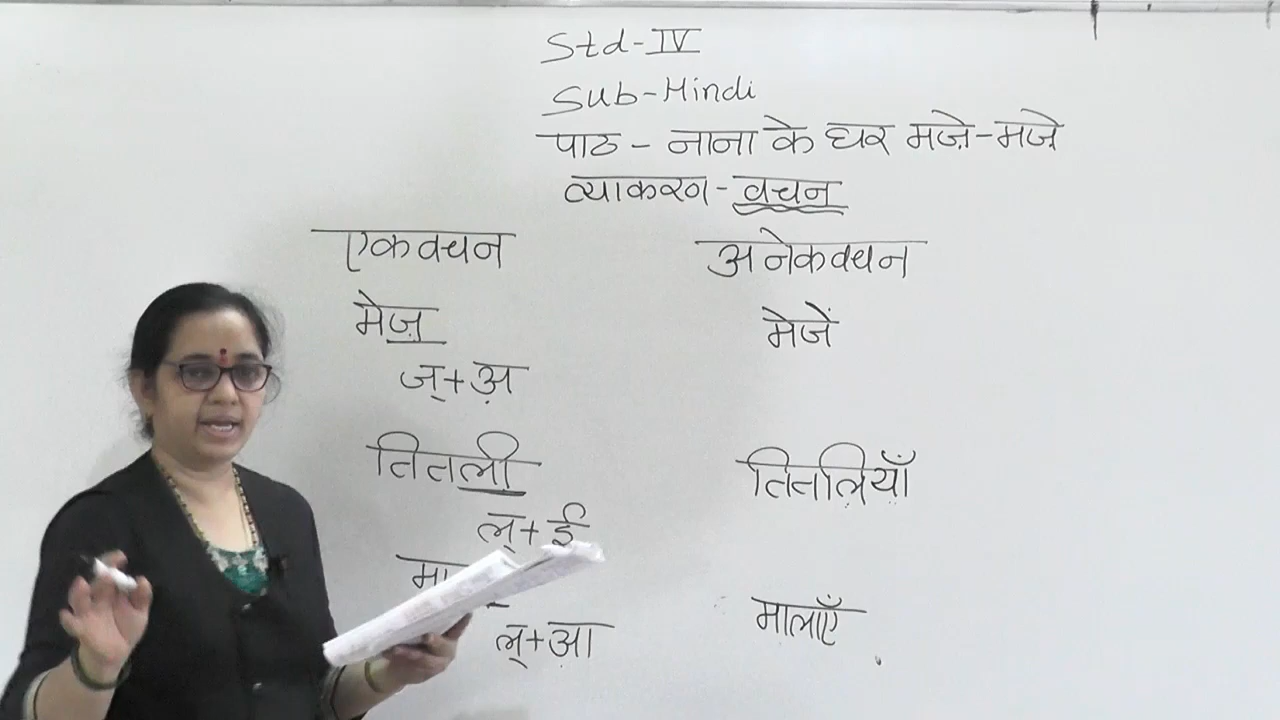 Std-IV
Sub-Hindi
पाठ - नाना के घर मज़े-मज़े
व्याकरण - वचन
एकवचन अनेकवचन
मेज़ मेजें
ज्+अ
तितली तितलियाँ
ल्+ई
मालाएँ
ल्+आ